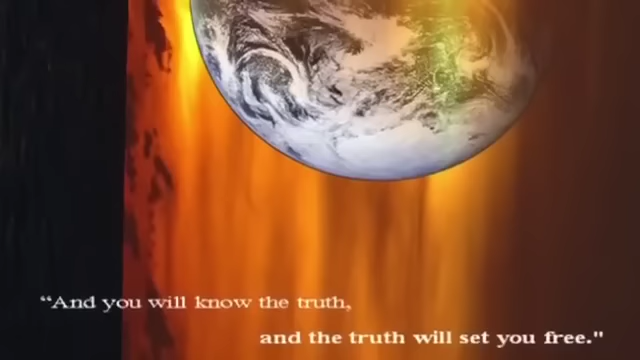 “And you will know the truth,
and the truth will set you free."